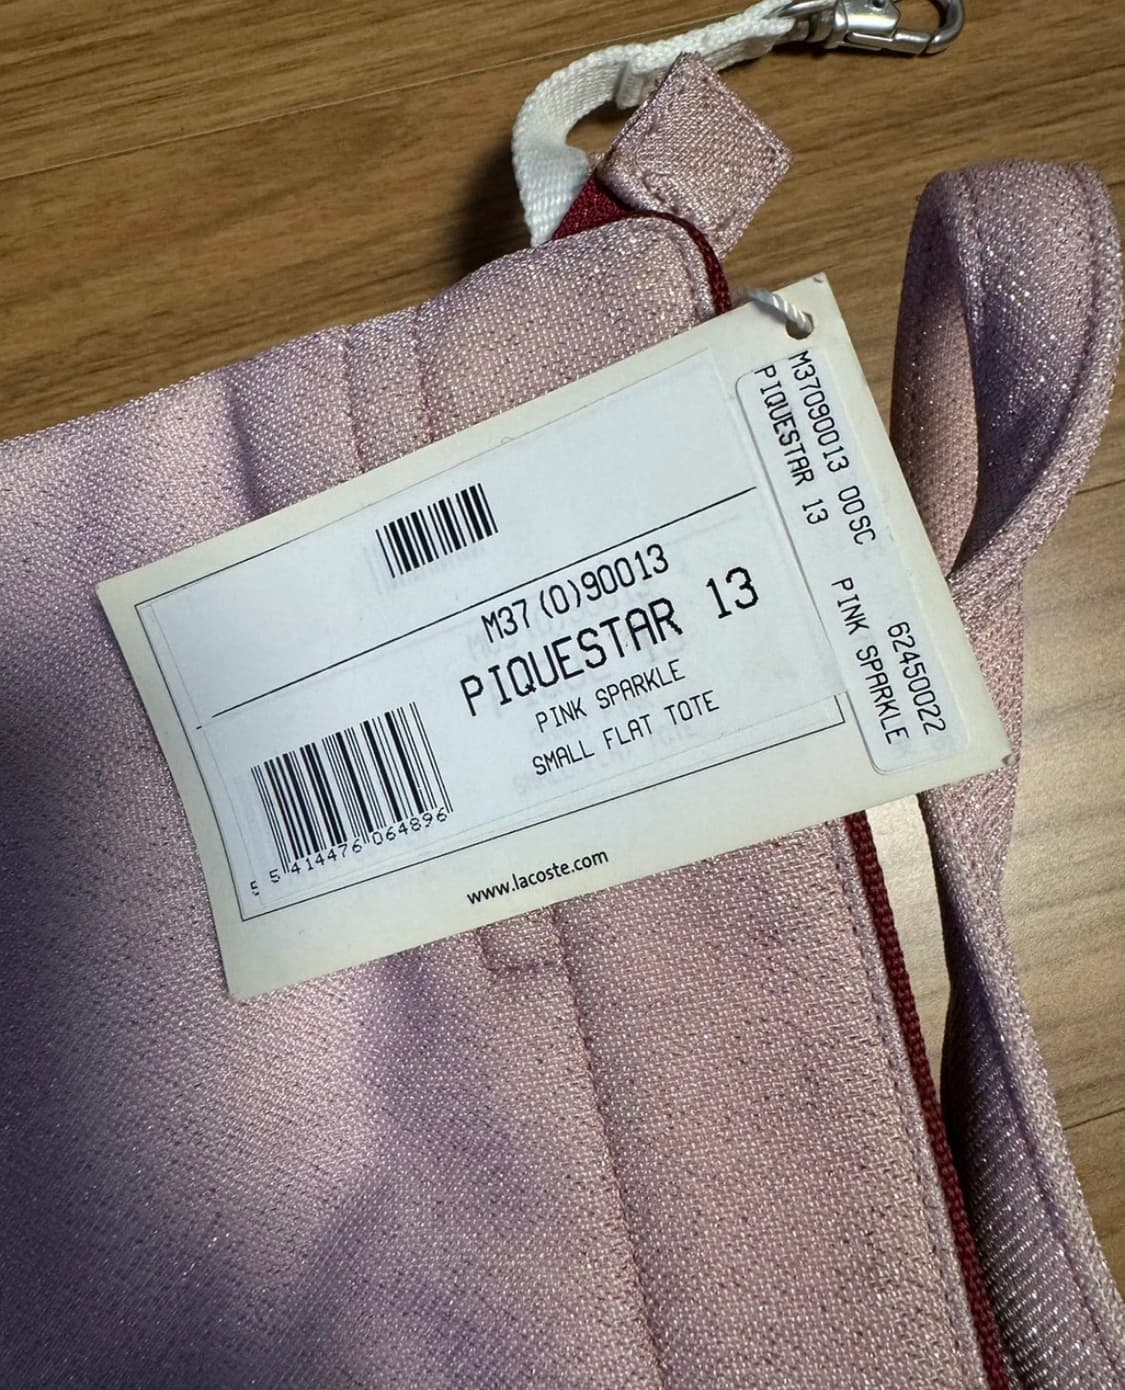 M37(0)90013
PIQUESTAR 13
PINK SPARKLE
SMALL FLAT TOTE
5 414476 064896
www.lacoste.com
M37090013 00SC 62450022
PIQUESTAR 13 PINK SPARKLE